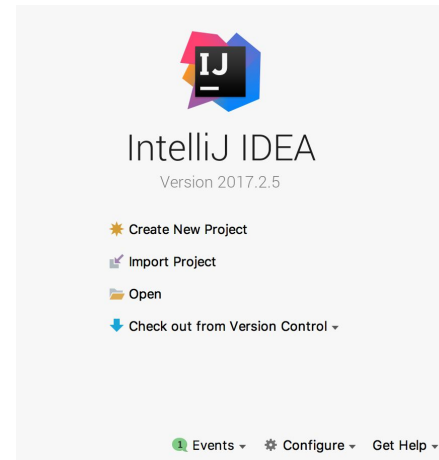 IJ
IntelliJ IDEA
Version 2017.2.5
Create New Project
Import Project
Open
Check out from Version Control
1 Events Configure Get Help